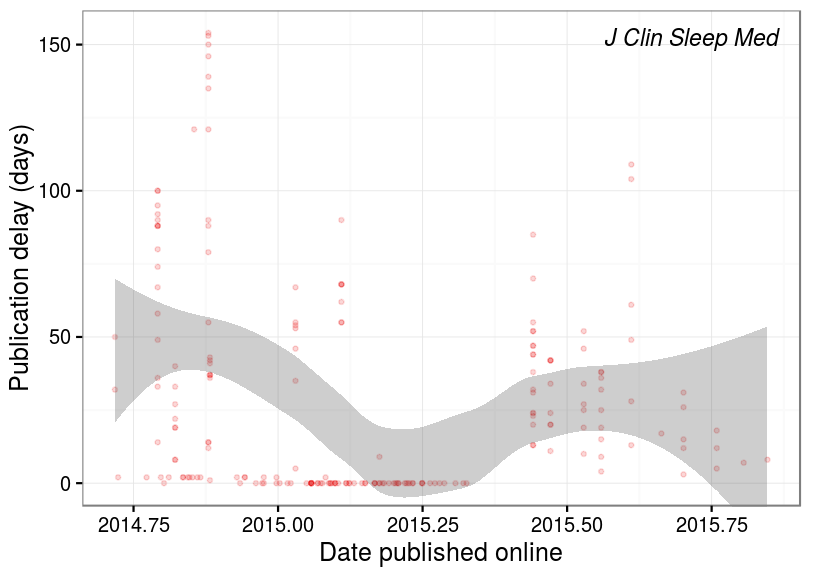 J Clin Sleep Med
Publication delay (days)
150
100
50
0
2014.75 2015.00 2015.25 2015.50 2015.75
Date published online